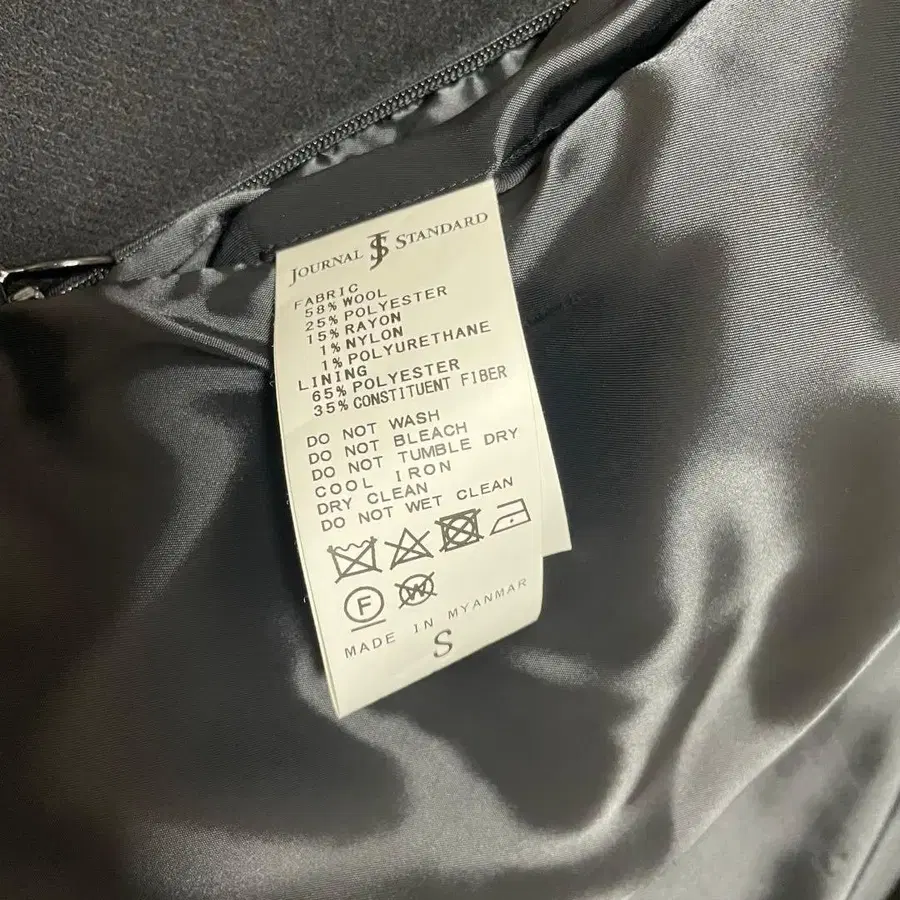 JOURNAL JS STANDARD
FABRIC
58% WOOL
25% POLYESTER
15% RAYON
1% NYLON
1% POLYURETHANE
LINING
65% POLYESTER
35% CONSTITUENT FIBER
DO NOT WASH
DO NOT BLEACH
DO NOT TUMBLE DRY
COOL IRON
DRY CLEAN
DO NOT WET CLEAN
F W
MADE IN MYANMAR
S